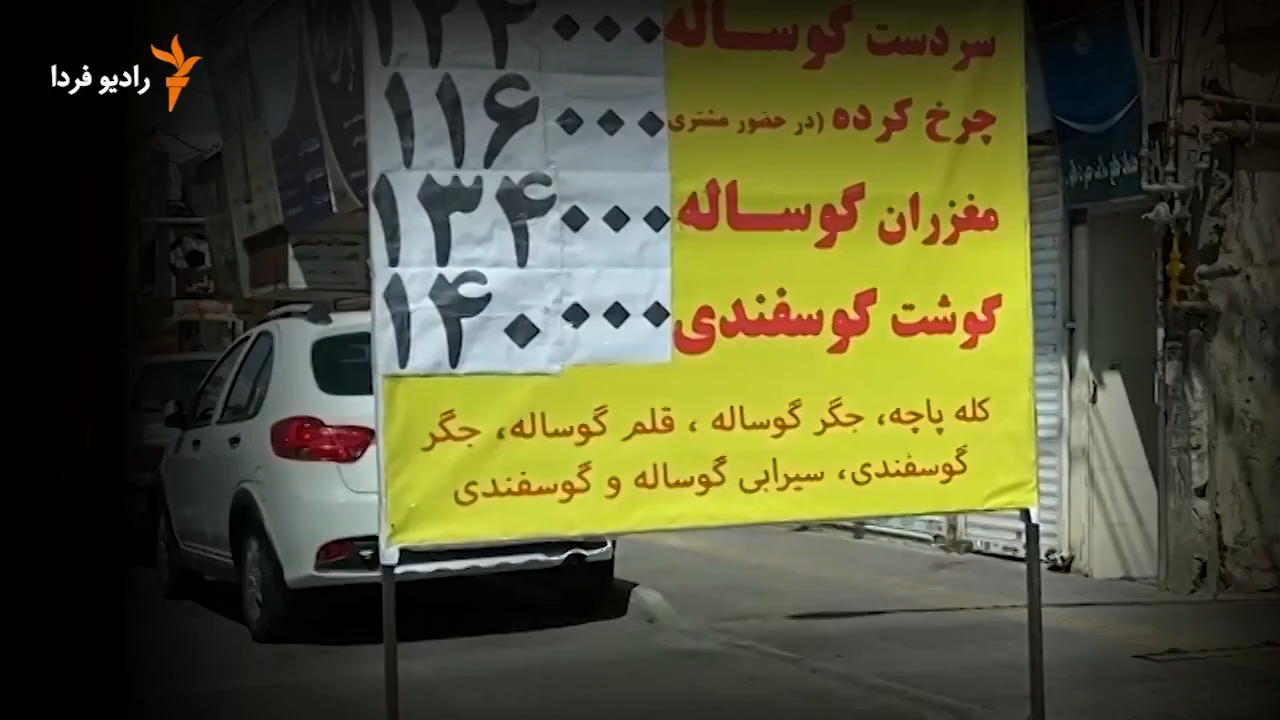 رادیو فردا
سردست گوساله ۱۲۲۰۰۰
چرخ کرده (در حضور مشتری ۱۱۶۰۰۰
مغزران گوساله ۱۳۴۰۰۰
گوشت گوسفندی ۱۴۰۰۰۰
کله پاچه، جگر گوساله ، قلم گوساله، جگر
گوسفندی، سیرابی گوساله و گوسفندی